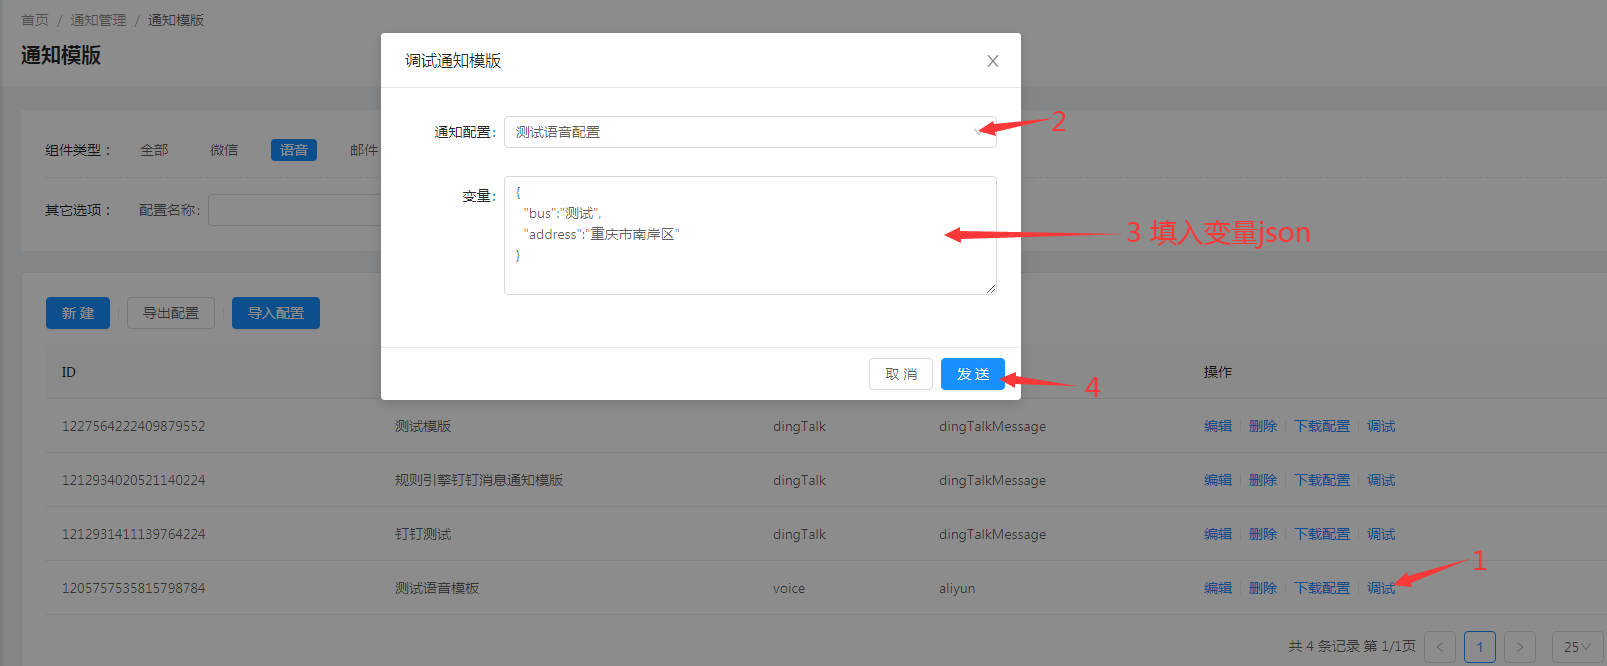 首页 / 通知管理 / 通知模版
通知模版
调试通知模版
通知配置: 测试语音配置
2
组件类型： 全部 微信 语音 邮件
变量: {
"bus":"测试",
"address":"重庆市南岸区"
}
3 填入变量json
其它选项： 配置名称:
新 建 导出配置 导入配置
取 消 发 送
4
ID 操作
1227564222409879552 测试模版 dingTalk dingTalkMessage 编辑 删除 下载配置 调试
1212934020521140224 规则引擎钉钉消息通知模版 dingTalk dingTalkMessage 编辑 删除 下载配置 调试
1212931411139764224 钉钉测试 dingTalk dingTalkMessage 编辑 删除 下载配置 调试
1
1205757535815798784 测试语音模板 voice aliyun 编辑 删除 下载配置 调试
共 4 条记录 第 1/1页 < 1 > 25